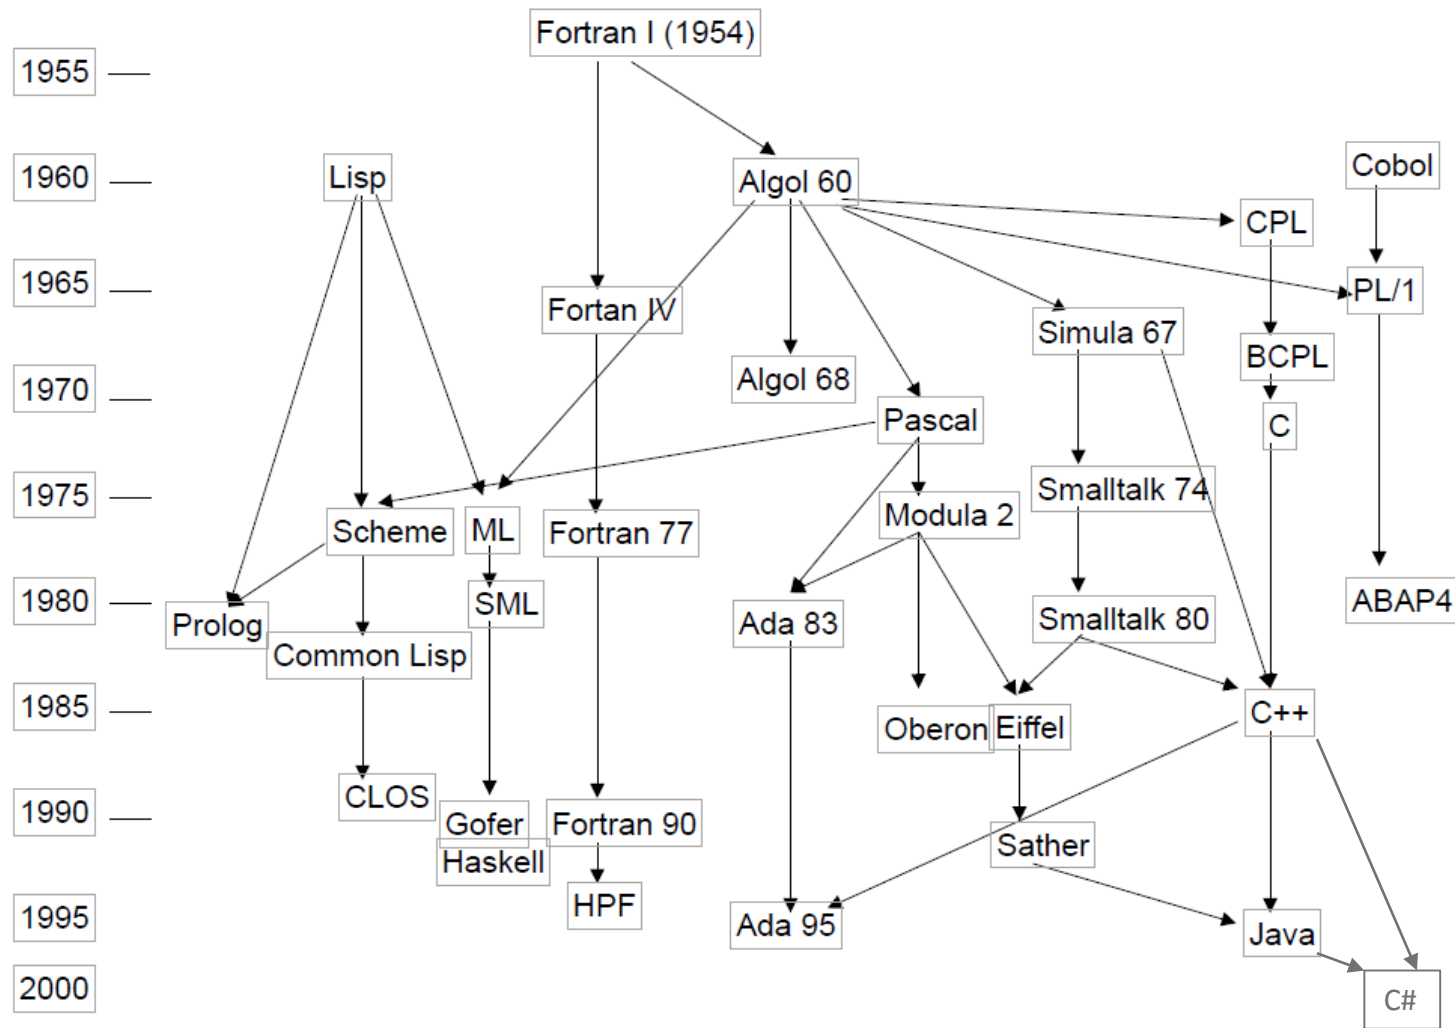 Fortran I (1954)
1955
Cobol
1960
Lisp
Algol 60
CPL
1965
PL/1
Fortan IV
Simula 67
BCPL
1970
Algol 68
Pascal
C
1975
Smalltalk 74
Modula 2
Scheme
ML
Fortran 77
1980
SML
ABAP4
Prolog
Ada 83
Smalltalk 80
Common Lisp
1985
C++
Oberon
Eiffel
CLOS
1990
Gofer
Fortran 90
Haskell
Sather
1995
HPF
Ada 95
Java
2000
C#